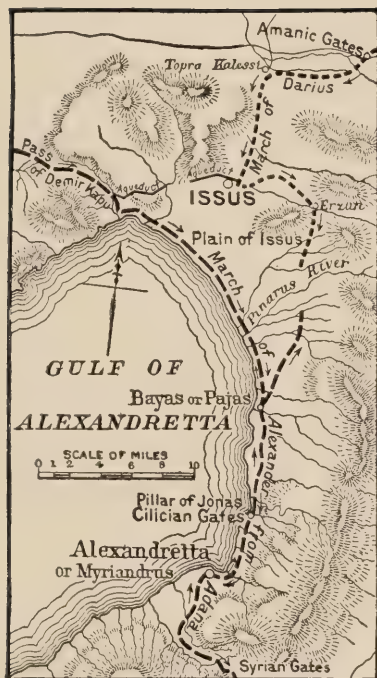 Amanic Gates
Topra Kalessi
Darius
March of
Pass
of Demir Kapu
Aqueduct
Aqueduct
ISSUS
Erzun
Plain of Issus
Pinarus River
March of Alexander from Adana
GULF OF
ALEXANDRETTA
Bayas or Pajas
SCALE OF MILES
0 1 2 4 6 8 10
Pillar of Jonas
Cilician Gates
Alexandretta
or Myriandrus
Syrian Gates